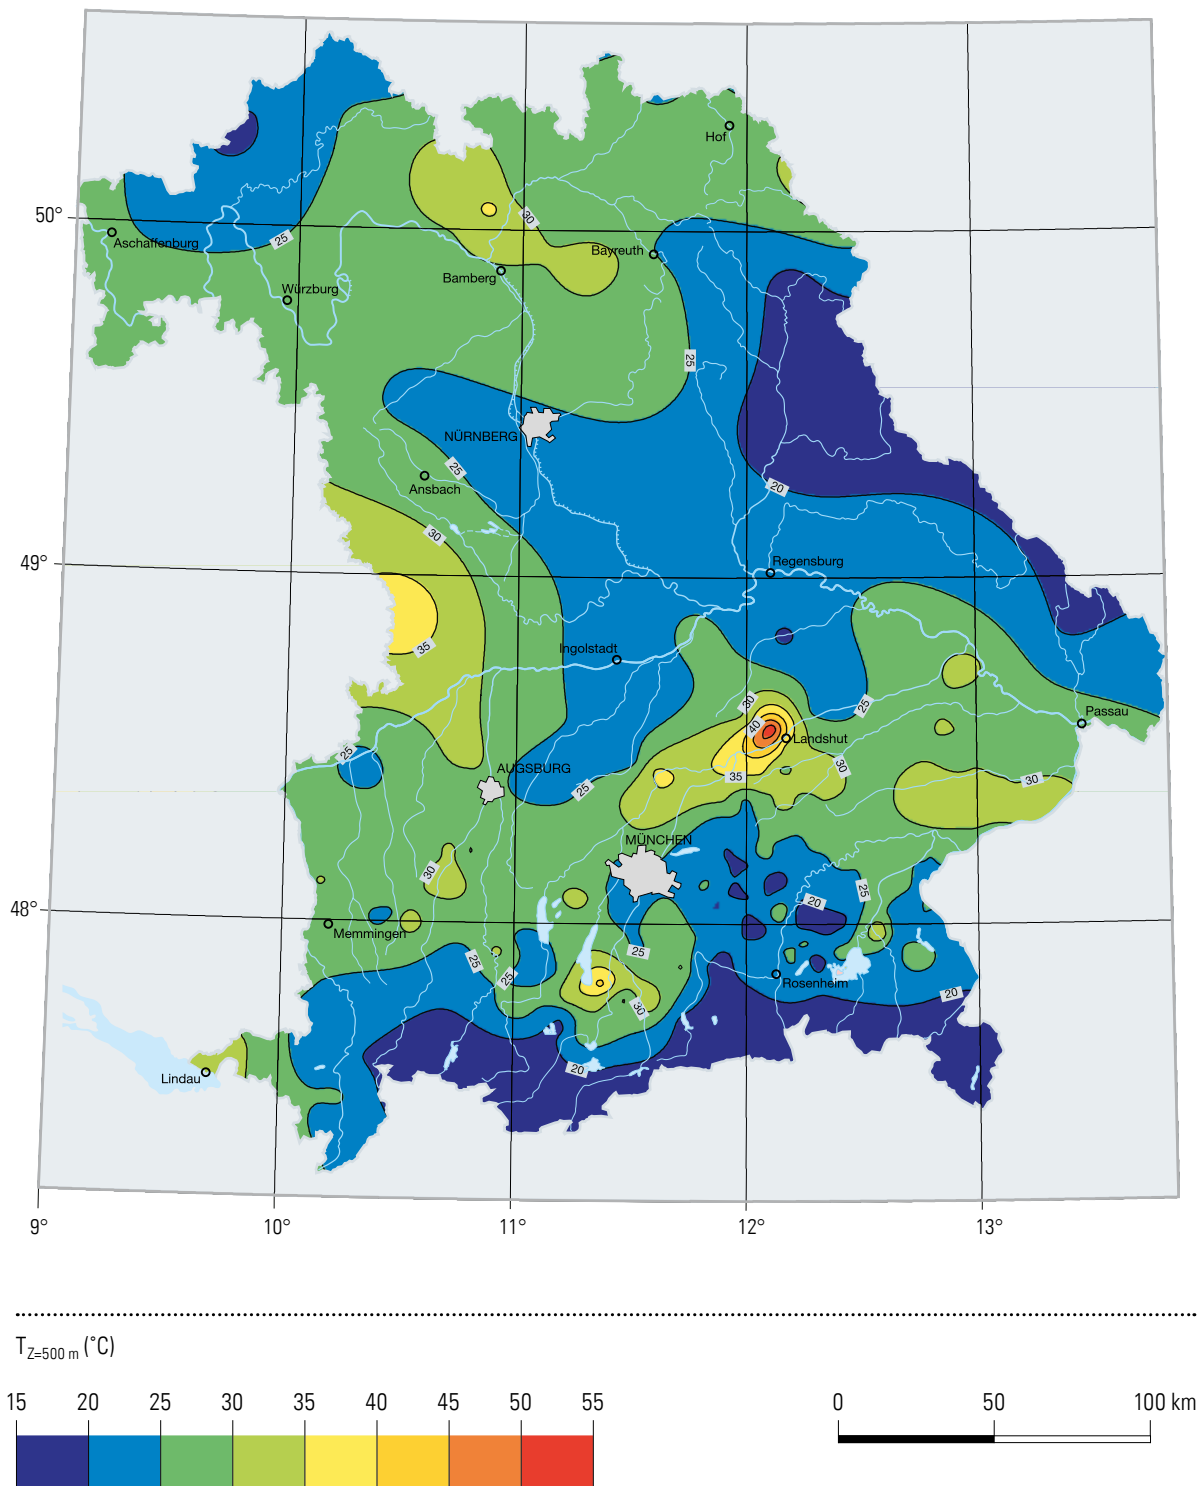 Hof
50°
Aschaffenburg
25
30
Bayreuth
Bamberg
Würzburg
25
NÜRNBERG
25
Ansbach
20
30
49°
Regensburg
35
Ingolstadt
30
25
Passau
40
Landshut
25
AUGSBURG
35
30
30
25
MÜNCHEN
30
25
20
48°
Memmingen
25
25
25
Rosenheim
20
30
20
Lindau
9°
10°
11°
12°
13°
T Z=500 m (°C)
15 20 25 30 35 40 45 50 55
0 50 100 km